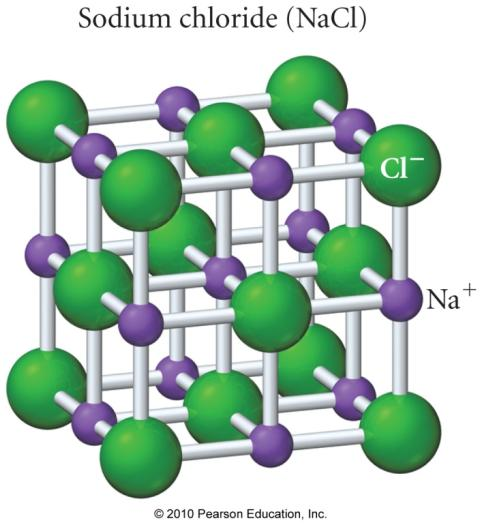 Sodium chloride (NaCl)
Cl⁻
Na⁺
© 2010 Pearson Education, Inc.